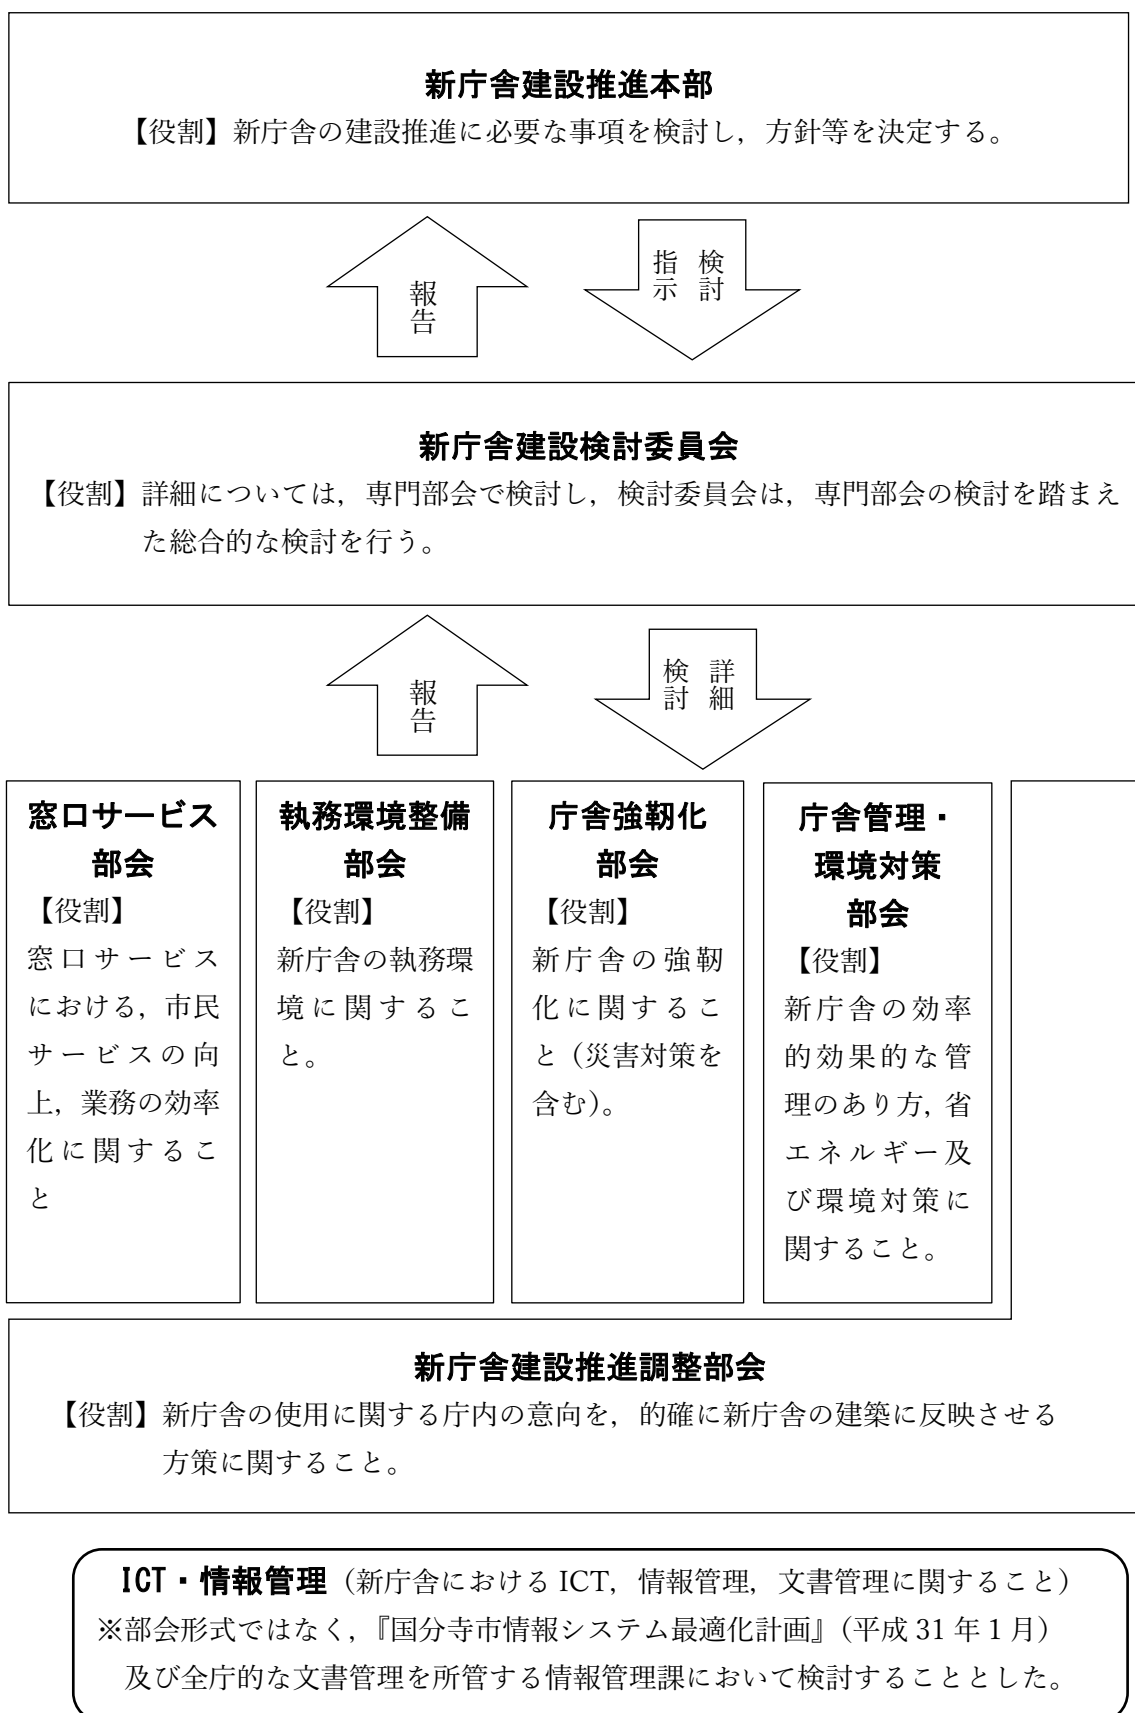 新庁舎建設推進本部
【役割】新庁舎の建設推進に必要な事項を検討し，方針等を決定する。
報告
検討
指示
新庁舎建設検討委員会
【役割】詳細については，専門部会で検討し，検討委員会は，専門部会の検討を踏まえ
た総合的な検討を行う。
報告
詳細
検討
窓口サービス
部会
【役割】
窓口サービス
における，市民
サービスの向
上，業務の効率
化に関するこ
と
執務環境整備
部会
【役割】
新庁舎の執務環
境に関するこ
と。
庁舎強靭化
部会
【役割】
新庁舎の強靭
化に関するこ
と（災害対策を
含む）。
庁舎管理・
環境対策
部会
【役割】
新庁舎の効率
的効果的な管
理のあり方，省
エネルギー及
び環境対策に
関すること。
新庁舎建設推進調整部会
【役割】新庁舎の使用に関する庁内の意向を，的確に新庁舎の建築に反映させる
方策に関すること。
ICT・情報管理（新庁舎における ICT，情報管理，文書管理に関すること）
※部会形式ではなく，『国分寺市情報システム最適化計画』（平成 31 年 1 月）
及び全庁的な文書管理を所管する情報管理課において検討することとした。